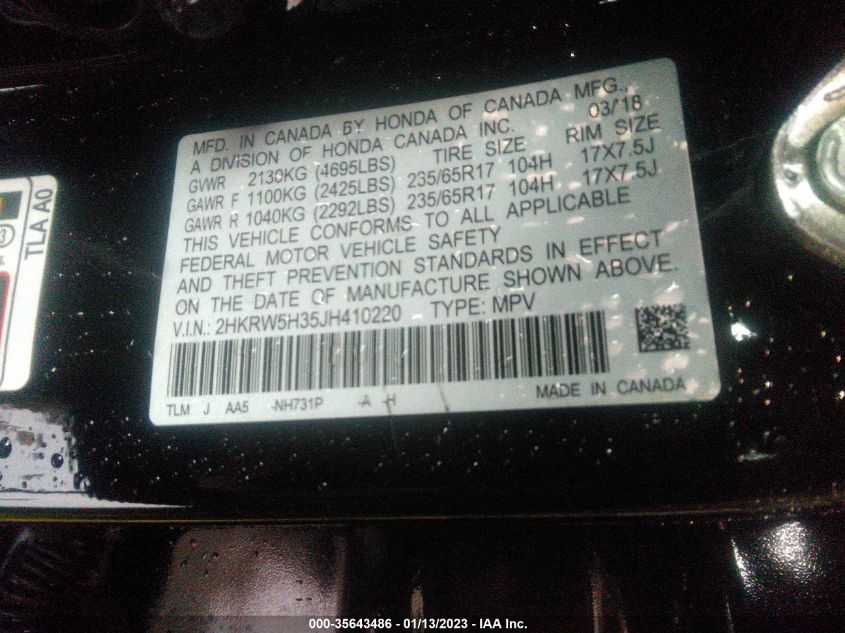 MFD. IN CANADA BY HONDA OF CANADA MFG.,
A DIVISION OF HONDA CANADA INC. 03/'18
GVWR 2130KG (4695LBS) TIRE SIZE RIM SIZE
GAWR F 1100KG (2425LBS) 235/65R17 104H 17X7.5J
GAWR R 1040KG (2292LBS) 235/65R17 104H 17X7.5J
THIS VEHICLE CONFORMS TO ALL APPLICABLE
FEDERAL MOTOR VEHICLE SAFETY
AND THEFT PREVENTION STANDARDS IN EFFECT
ON THE DATE OF MANUFACTURE SHOWN ABOVE.
V.I.N.: 2HKRW5H35JH410220 TYPE: MPV
TLM J AA5 -NH731P -A -H MADE IN CANADA
TLA A0
000-35643486 - 01/13/2023 - IAA Inc.